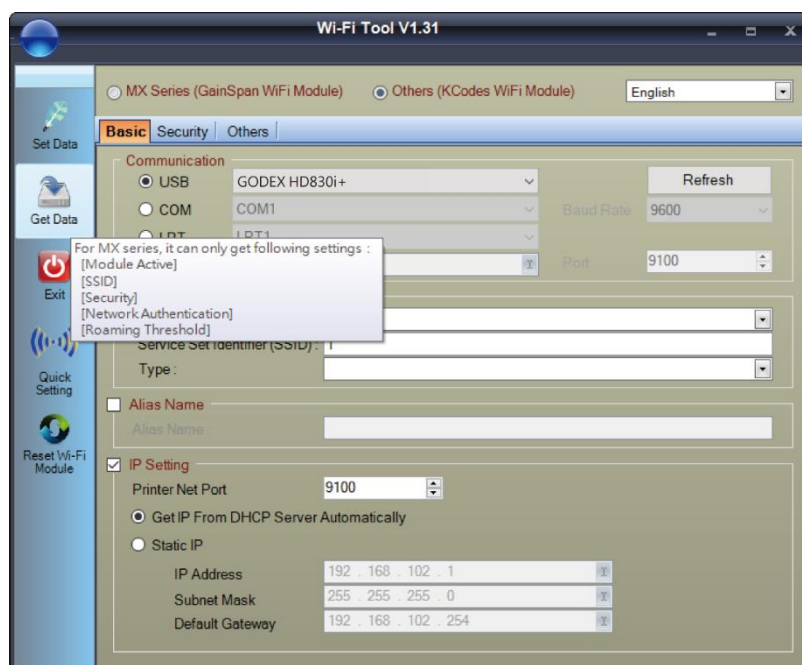 Wi-Fi Tool V1.31
MX Series (GainSpan WiFi Module) Others (KCodes WiFi Module) English
Set Data
Get Data
Exit
Quick
Setting
Reset Wi-Fi
Module
Basic Security Others
Communication
USB GODEX HD830i+ Refresh
COM COM1 Baud Rate 9600
LPT LPT1
Port 9100
For MX series, it can only get following settings :
[Module Active]
[SSID]
[Security]
[Network Authentication]
[Roaming Threshold]
Service Set Identifier (SSID) :
Type :
Alias Name
Alias Name :
IP Setting
Printer Net Port 9100
Get IP From DHCP Server Automatically
Static IP
IP Address 192 . 168 . 102 . 1
Subnet Mask 255 . 255 . 255 . 0
Default Gateway 192 . 168 . 102 . 254